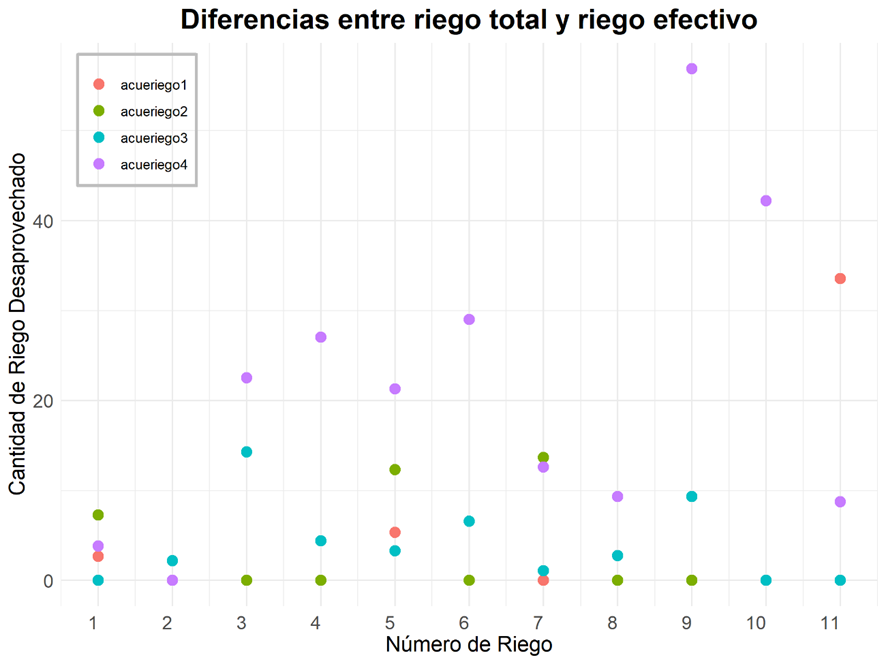 Diferencias entre riego total y riego efectivo
acueriego1
acueriego2
acueriego3
acueriego4
Cantidad de Riego Desaprovechado
40
20
0
1 2 3 4 5 6 7 8 9 10 11
Número de Riego